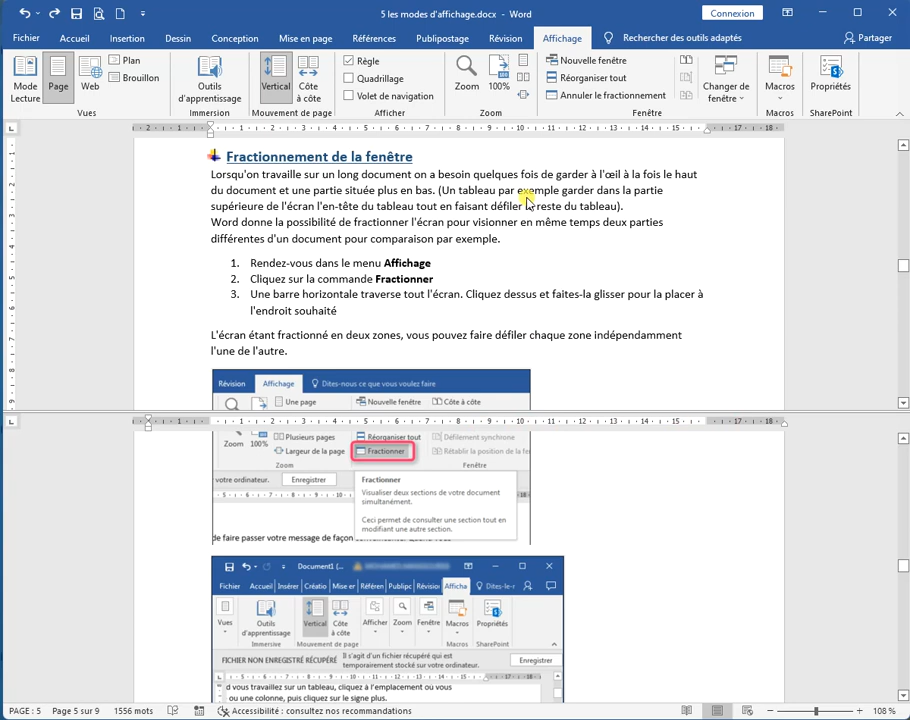 5 les modes d'affichage.docx - Word
Connexion
Fichier Accueil Insertion Dessin Conception Mise en page Références Publipostage Révision Affichage Rechercher des outils adaptés Partager
Mode Lecture
Page
Web
Plan
Brouillon
Vues
Outils d'apprentissage
Immersion
Vertical
Côte à côte
Mouvement de page
Règle
Quadrillage
Volet de navigation
Afficher
Zoom
100%
Zoom
Nouvelle fenêtre
Réorganiser tout
Annuler le fractionnement
Changer de fenêtre
Fenêtre
Macros
Macros
Propriétés
SharePoint
Fractionnement de la fenêtre
Lorsqu'on travaille sur un long document on a besoin quelques fois de garder à l'œil à la fois le haut
du document et une partie située plus en bas. (Un tableau par exemple garder dans la partie
supérieure de l'écran l'en-tête du tableau tout en faisant défiler reste du tableau).
Word donne la possibilité de fractionner l'écran pour visionner en même temps deux parties
différentes d'un document pour comparaison par exemple.
1. Rendez-vous dans le menu Affichage
2. Cliquez sur la commande Fractionner
3. Une barre horizontale traverse tout l'écran. Cliquez dessus et faites-la glisser pour la placer à
l'endroit souhaité
L'écran étant fractionné en deux zones, vous pouvez faire défiler chaque zone indépendamment
l'une de l'autre.
Révision Affichage Dites-nous ce que vous voulez faire
Une page Nouvelle fenêtre Côte à côte
Zoom 100% Plusieurs pages Réorganiser tout Défilement synchrone
Largeur de la page Fractionner Rétablir la position de la fe
Zoom Fenêtre
votre ordinateur. Enregistrer
Fractionner
Visualiser deux sections de votre document
simultanément.
Ceci permet de consulter une section tout en
modifiant une autre section.
de faire passer votre message de façon
Document1 (..
Fichier Accueil Insérer Créatio Mise er Référen Publipc Révisior Afficha Dites-le-r
Vues
Outils d'apprentissage
Immersive
Vertical
Côte à côte
Mouvement de page
Afficher
Zoom
Fenêtre
Macros
Macros
Propriétés
SharePoint
FICHIER NON ENREGISTRÉ RÉCUPÉRÉ Il s'agit d'un fichier récupéré qui est
temporairement stocké sur votre ordinateur. Enregistrer
d vous travaillez sur un tableau, cliquez à l'emplacement où vous
ou une colonne, puis cliquez sur le signe plus.
PAGE : 5 Page 5 sur 9 1556 mots Accessibilité : consultez nos recommandations 108 %